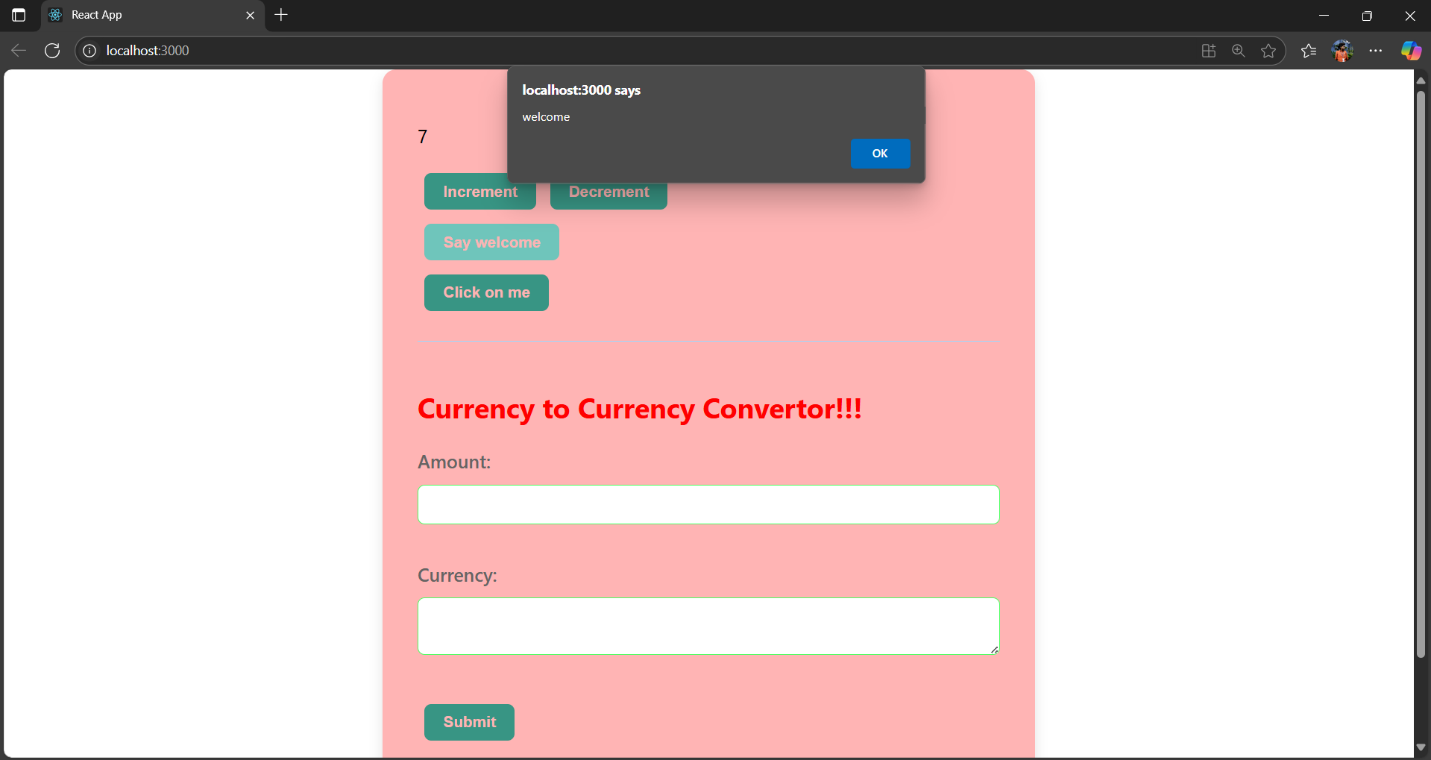 React App
localhost:3000
localhost:3000 says
welcome
OK
7
Increment Decrement
Say welcome
Click on me
Currency to Currency Convertor!!!
Amount:
Currency:
Submit